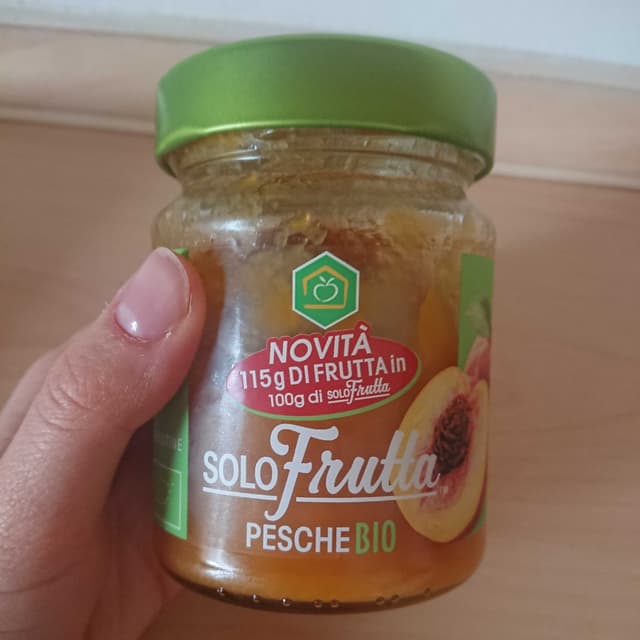 NOVITÀ
115g DI FRUTTA in
100g di SOLO Frutta
SOLO Frutta
PESCHE BIO